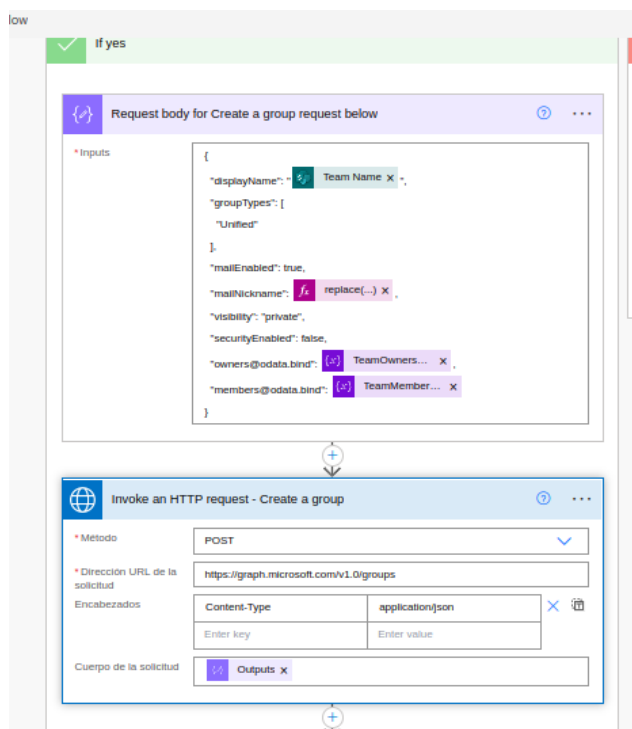 low
If yes
Request body for Create a group request below
* Inputs
{
"displayName": " Team Name x ",
"groupTypes": [
"Unified"
],
"mailEnabled": true,
"mailNickname": fx replace(...) x ,
"visibility": "private",
"securityEnabled": false,
"owners@odata.bind": {x} TeamOwners... x ,
"members@odata.bind": {x} TeamMember... x
}
Invoke an HTTP request - Create a group
* Método
POST
* Dirección URL de la
solicitud
https://graph.microsoft.com/v1.0/groups
Encabezados
Content-Type application/json
Enter key Enter value
Cuerpo de la solicitud
Outputs x